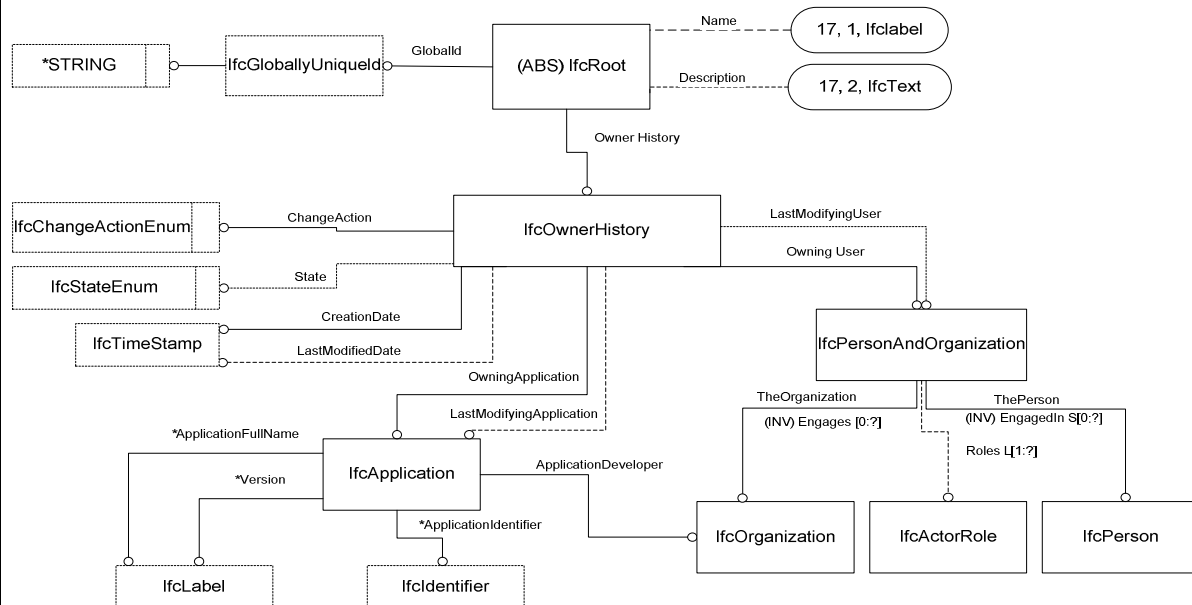 Name
17, 1, Ifclabel
*STRING
IfcGloballyUniqueId
GlobalId
(ABS) IfcRoot
Description
17, 2, IfcText
Owner History
IfcChangeActionEnum
ChangeAction
IfcOwnerHistory
LastModifyingUser
Owning User
IfcStateEnum
State
CreationDate
IfcTimeStamp
LastModifiedDate
IfcPersonAndOrganization
OwningApplication
LastModifyingApplication
TheOrganization
(INV) Engages [0:?]
ThePerson
(INV) EngagedIn S[0;?]
Roles L[1:?]
*ApplicationFullName
*Version
IfcApplication
ApplicationDeveloper
*ApplicationIdentifier
IfcOrganization
IfcActorRole
IfcPerson
IfcLabel
IfcIdentifier